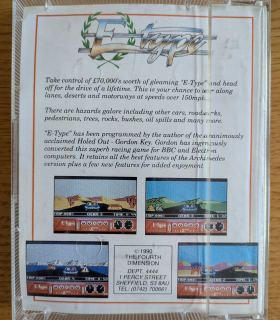 E-Type
Take control of £70,000's worth of gleaming "E-Type" and head
off for the drive of a lifetime. This is your chance to soar along
lanes, deserts and motorways at speeds over 150mph.
There are hazards galore including other cars, roadworks,
pedestrians, trees, rocks, bushes, oil spills and many more.
"E-Type" has been programmed by the author of the unanimously
acclaimed Holed Out - Gordon Key. Gordon has ingeniously
converted this superb racing game for BBC and Electron
computers. It retains all the best features of the Archimedes
version plus a few new features for added enjoyment.
© 1990
THE FOURTH
DIMENSION
DEPT. 4444
1 PERCY STREET
SHEFFIELD, S3 8AU
TEL: (0742) 700661